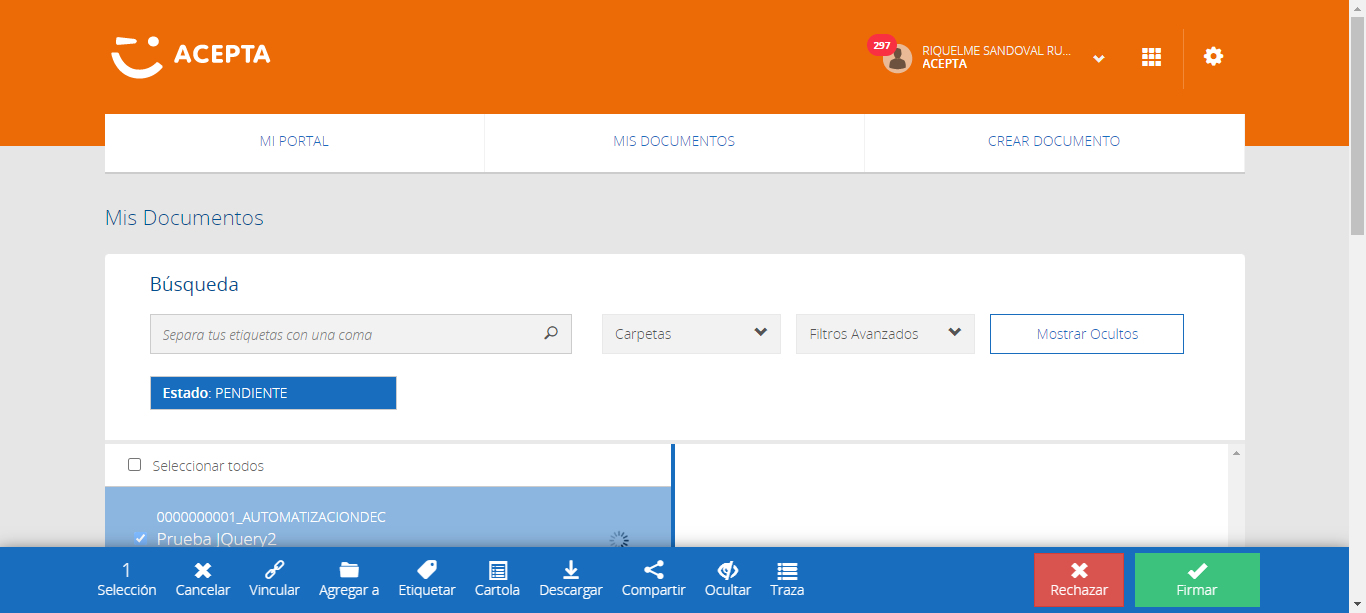 ACEPTA
297
RIQUELME SANDOVAL RU...
ACEPTA
MI PORTAL
MIS DOCUMENTOS
CREAR DOCUMENTO
Mis Documentos
Búsqueda
Separa tus etiquetas con una coma
Carpetas
Filtros Avanzados
Mostrar Ocultos
Estado: PENDIENTE
Seleccionar todos
0000000001_AUTOMATIZACIONDEC
Prueba JQuery2
1
Selección
Cancelar
Vincular
Agregar a
Etiquetar
Cartola
Descargar
Compartir
Ocultar
Traza
Rechazar
Firmar